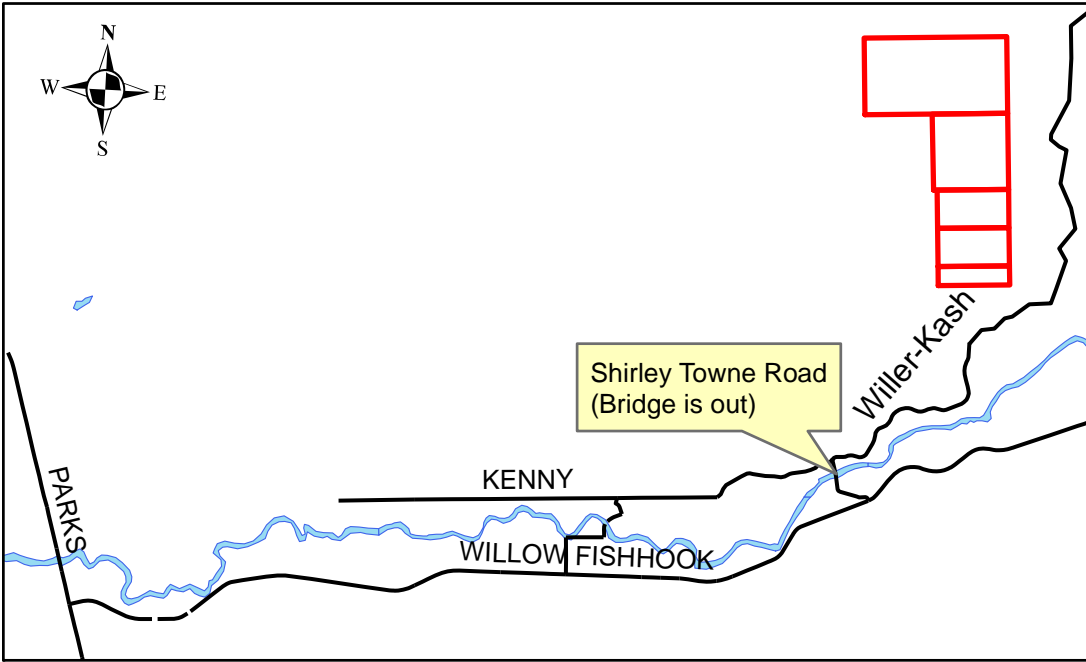 N
W
E
S
Shirley Towne Road
(Bridge is out)
Willer-Kash
KENNY
PARKS
WILLOW FISHHOOK